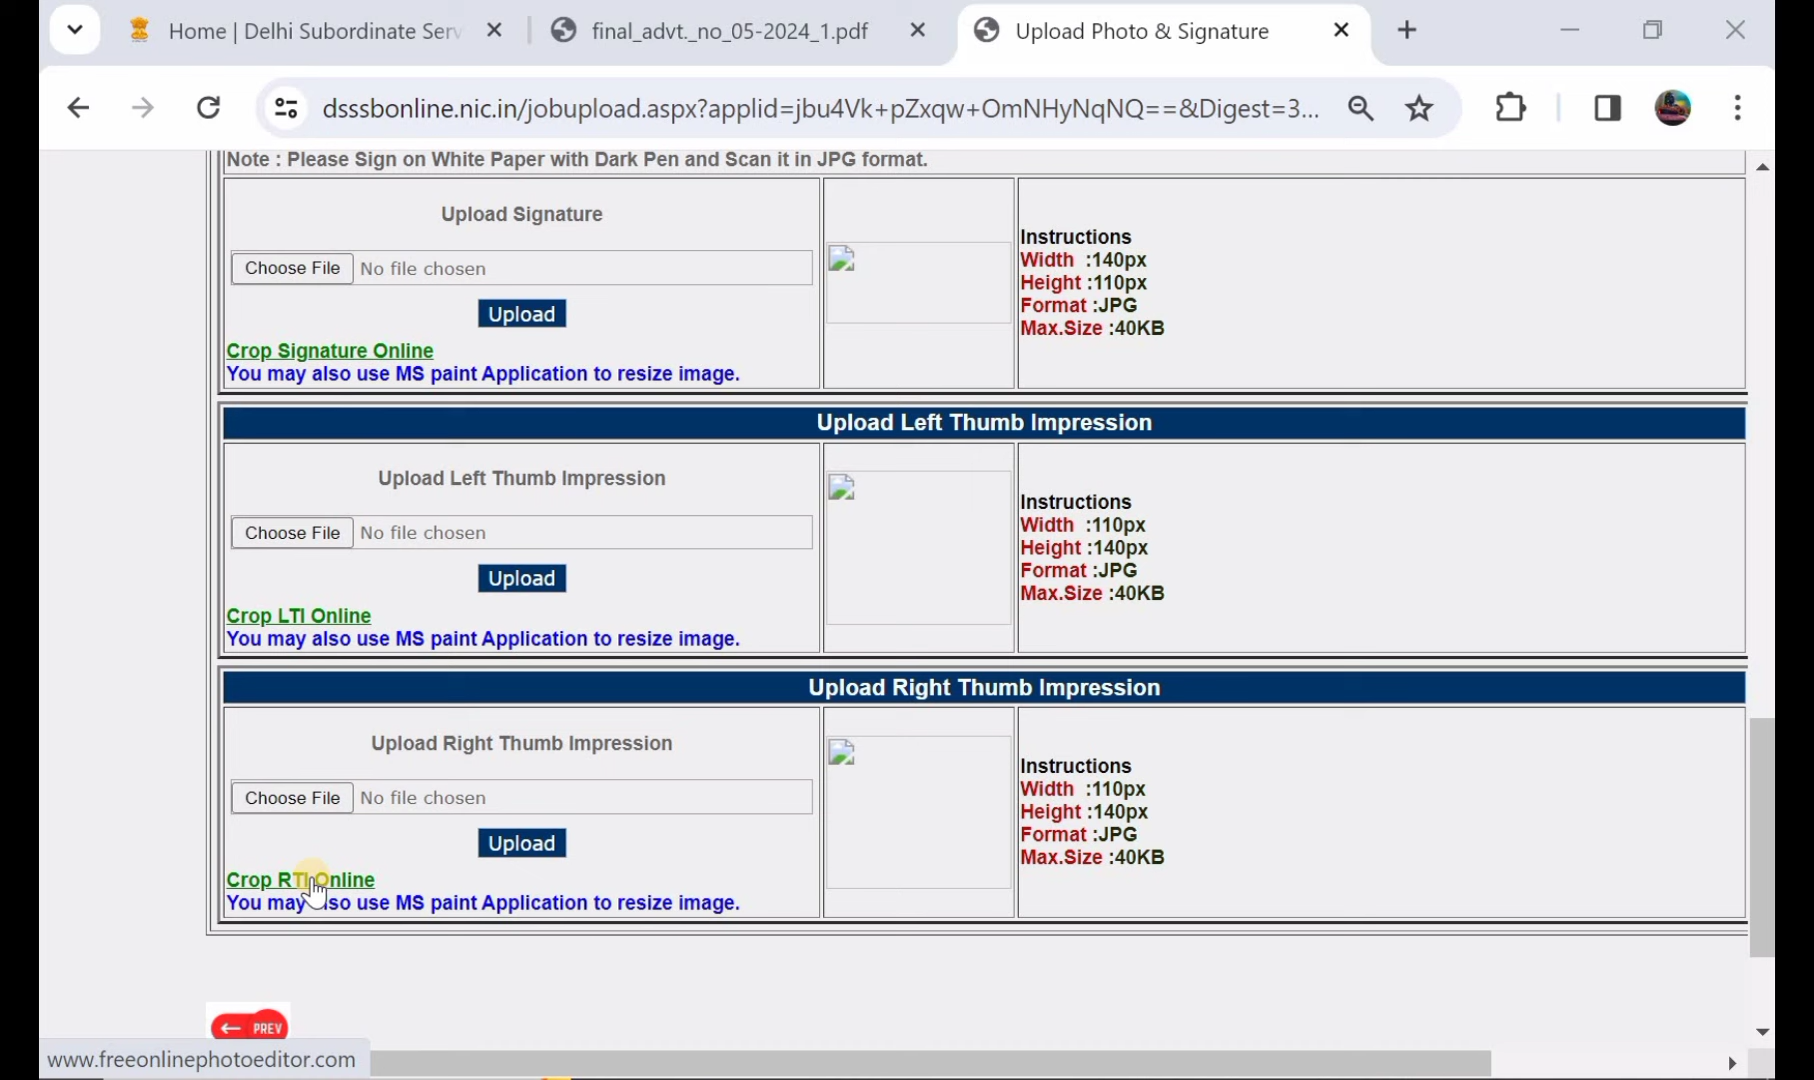 Home | Delhi Subordinate Serv
final_advt._no_05-2024_1.pdf
Upload Photo & Signature
dsssbonline.nic.in/jobupload.aspx?applid=jbu4Vk+pZxqw+OmNHyNqNQ==&Digest=3...
Note : Please Sign on White Paper with Dark Pen and Scan it in JPG format.
Upload Signature
Choose File No file chosen
Upload
Crop Signature Online
You may also use MS paint Application to resize image.
Instructions
Width :140px
Height :110px
Format :JPG
Max.Size :40KB
Upload Left Thumb Impression
Upload Left Thumb Impression
Choose File No file chosen
Upload
Crop LTI Online
You may also use MS paint Application to resize image.
Instructions
Width :110px
Height :140px
Format :JPG
Max.Size :40KB
Upload Right Thumb Impression
Upload Right Thumb Impression
Choose File No file chosen
Upload
Crop RTI Online
You may also use MS paint Application to resize image.
Instructions
Width :110px
Height :140px
Format :JPG
Max.Size :40KB
PREV
www.freeonlinephotoeditor.com